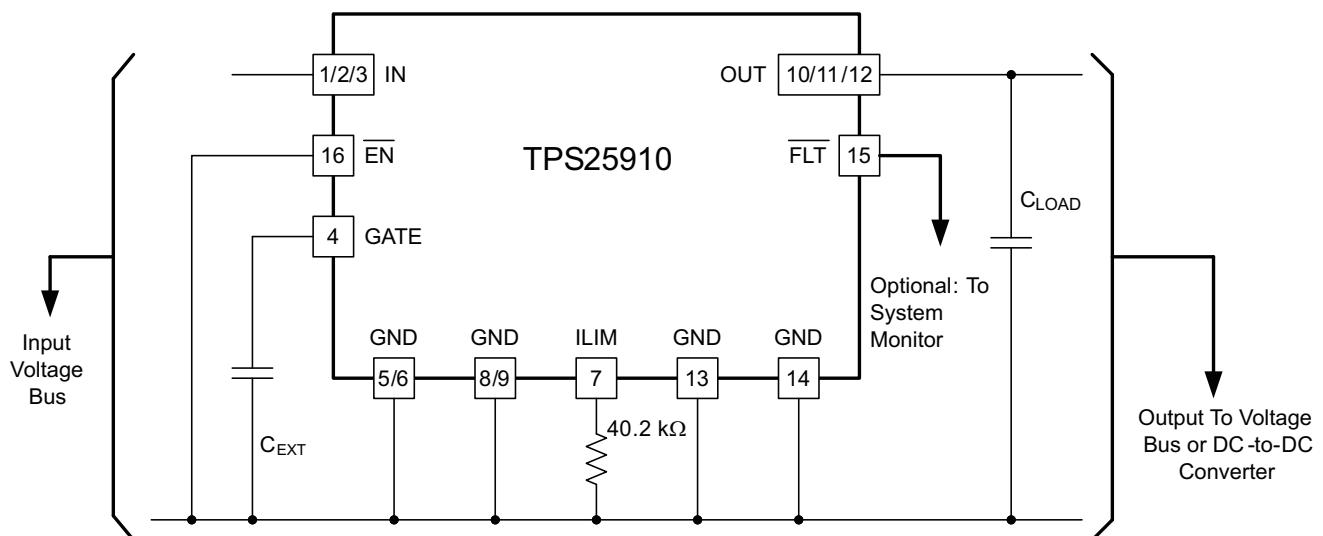 1/2/3 IN
OUT 10/11/12
16 EN
TPS25910
FLT 15
4 GATE
CLOAD
Optional: To
System
Monitor
Input
Voltage
Bus
GND
GND
ILIM
GND
GND
5/6
8/9
7
13
14
CEXT
40.2 kΩ
Output To Voltage
Bus or DC-to-DC
Converter